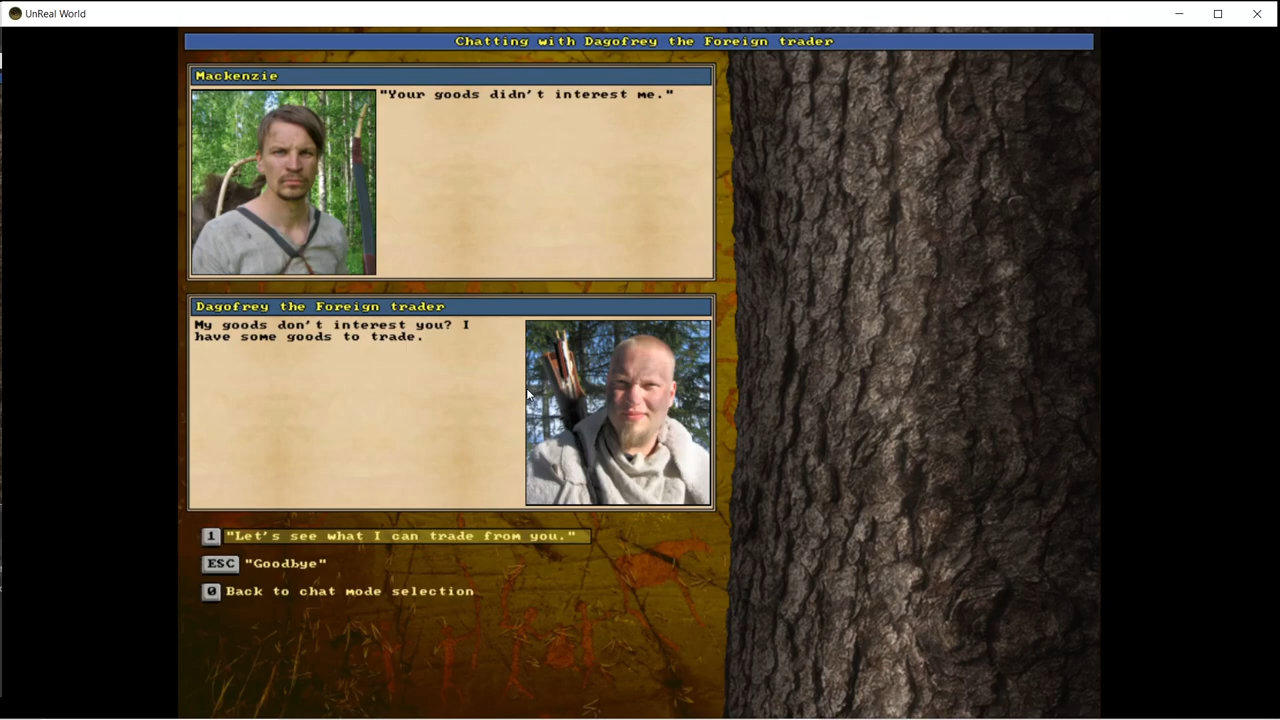 UnReal World
Chatting with Dagofrey the Foreign trader
Mackenzie
"Your goods didn't interest me."
Dagofrey the Foreign trader
My goods don't interest you? I
have some goods to trade.
1 "Let's see what I can trade from you."
ESC "Goodbye"
0 Back to chat mode selection